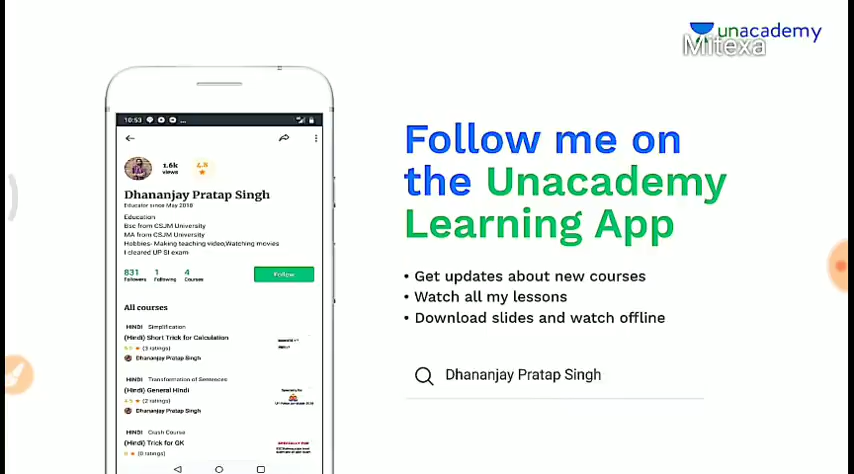 unacademy
Mitexa
10:53
1.6k
views
4.8
Dhananjay Pratap Singh
Educator since May 2018
Education
Bsc from CSJM University
MA from CSJM University
Hobbies- Making teaching video,Watching movies
I cleared UP SI exam
831
Followers
1
Following
4
Courses
Follow
All courses
HINDI Simplification
(Hindi) Short Trick for Calculation
(3 ratings)
Dhananjay Pratap Singh
HINDI Transformation of Sentences
(Hindi) General Hindi
(2 ratings)
Dhananjay Pratap Singh
HINDI Crash Course
(Hindi) Trick for GK
Follow me on
the Unacademy
Learning App
• Get updates about new courses
• Watch all my lessons
• Download slides and watch offline
Dhananjay Pratap Singh